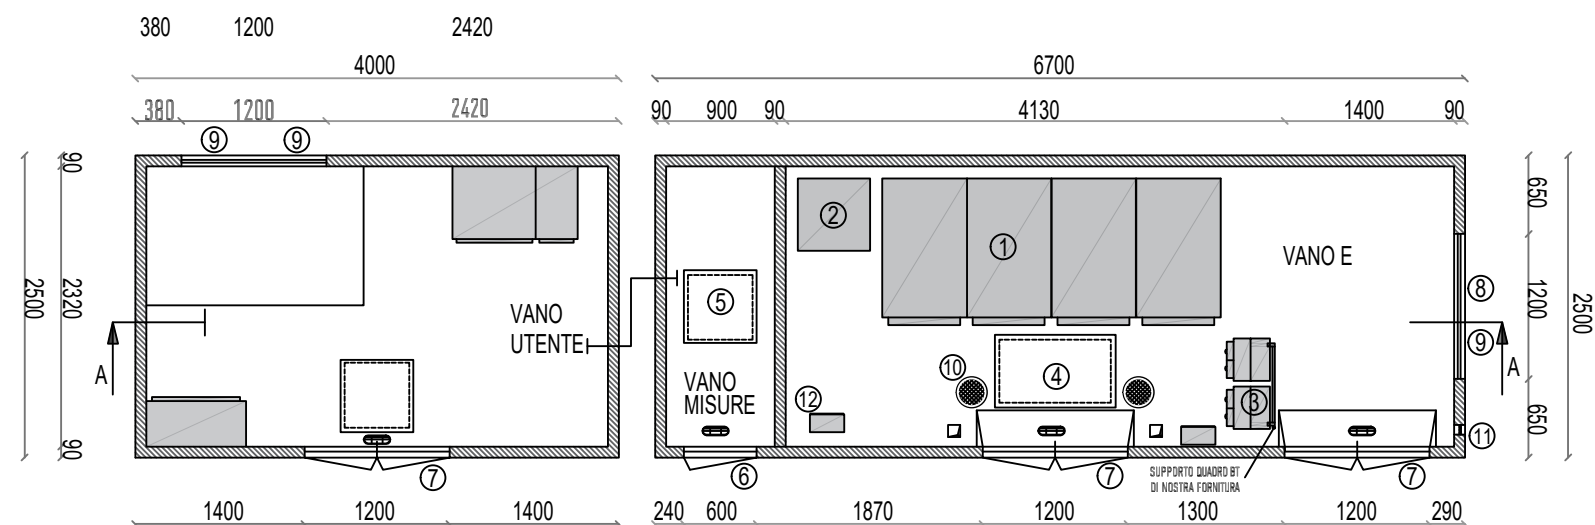 380 1200 2420
4000 6700
380 1200 2420 90 900 90 4130 1400 90
9 9
90 650
2 1
VANO E
2500 2320 5 8 1200 2500
VANO
UTENTE
9
A A
VANO
MISURE
10 4
12 3
650
90 11
7 6 7 7
SUPPORTO QUADRO BT
DI NOSTRA FORNITURA
1400 1200 1400 240 600 1870 1200 1300 1200 290